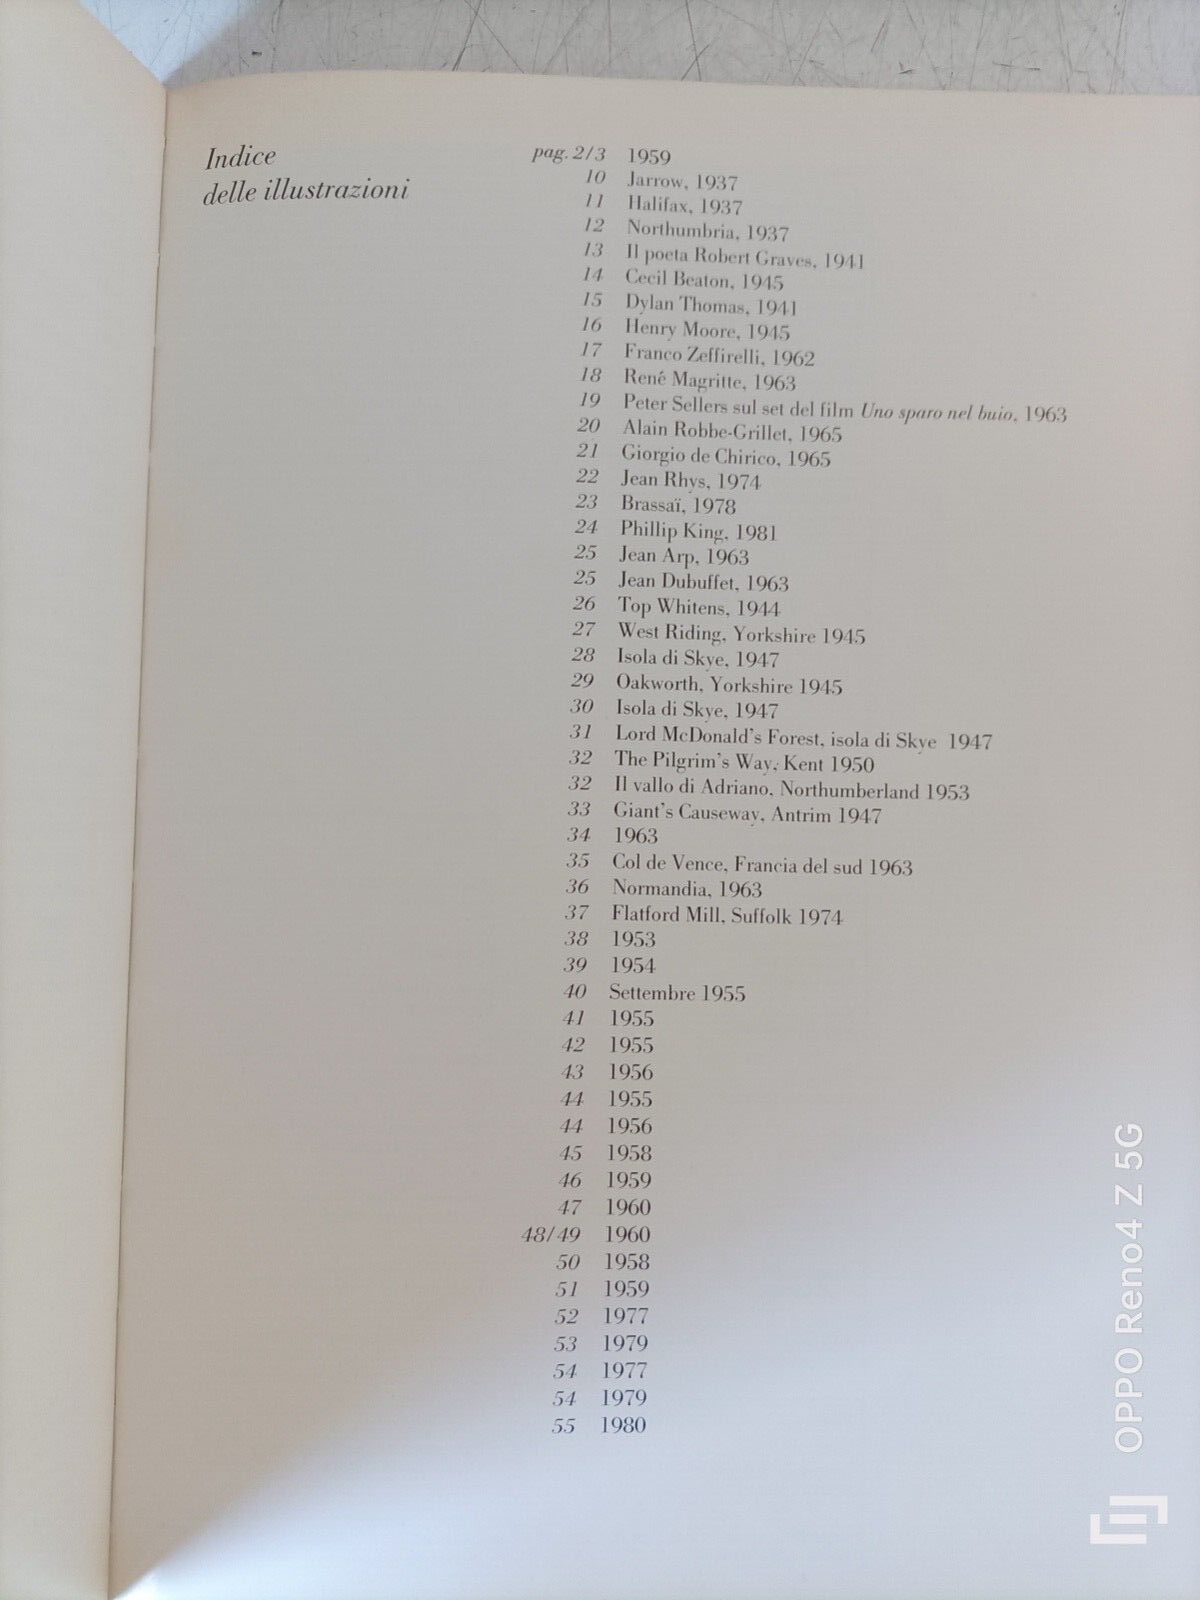 Indice
delle illustrazioni
pag. 2/3 1959
10 Jarrow, 1937
11 Halifax, 1937
12 Northumbria, 1937
13 Il poeta Robert Graves, 1941
14 Cecil Beaton, 1945
15 Dylan Thomas, 1941
16 Henry Moore, 1945
17 Franco Zeffirelli, 1962
18 René Magritte, 1963
19 Peter Sellers sul set del film Uno sparo nel buio, 1963
20 Alain Robbe-Grillet, 1965
21 Giorgio de Chirico, 1965
22 Jean Rhys, 1974
23 Brassaï, 1978
24 Phillip King, 1981
25 Jean Arp, 1963
25 Jean Dubuffet, 1963
26 Top Whitens, 1944
27 West Riding, Yorkshire 1945
28 Isola di Skye, 1947
29 Oakworth, Yorkshire 1945
30 Isola di Skye, 1947
31 Lord McDonald's Forest, isola di Skye 1947
32 The Pilgrim's Way, Kent 1950
32 Il vallo di Adriano, Northumberland 1953
33 Giant's Causeway, Antrim 1947
34 1963
35 Col de Vence, Francia del sud 1963
36 Normandia, 1963
37 Flatford Mill, Suffolk 1974
38 1953
39 1954
40 Settembre 1955
41 1955
42 1955
43 1956
44 1955
44 1956
45 1958
46 1959
47 1960
48/49 1960
50 1958
51 1959
52 1977
53 1979
54 1977
54 1979
55 1980
OPPO Reno4 Z 5G